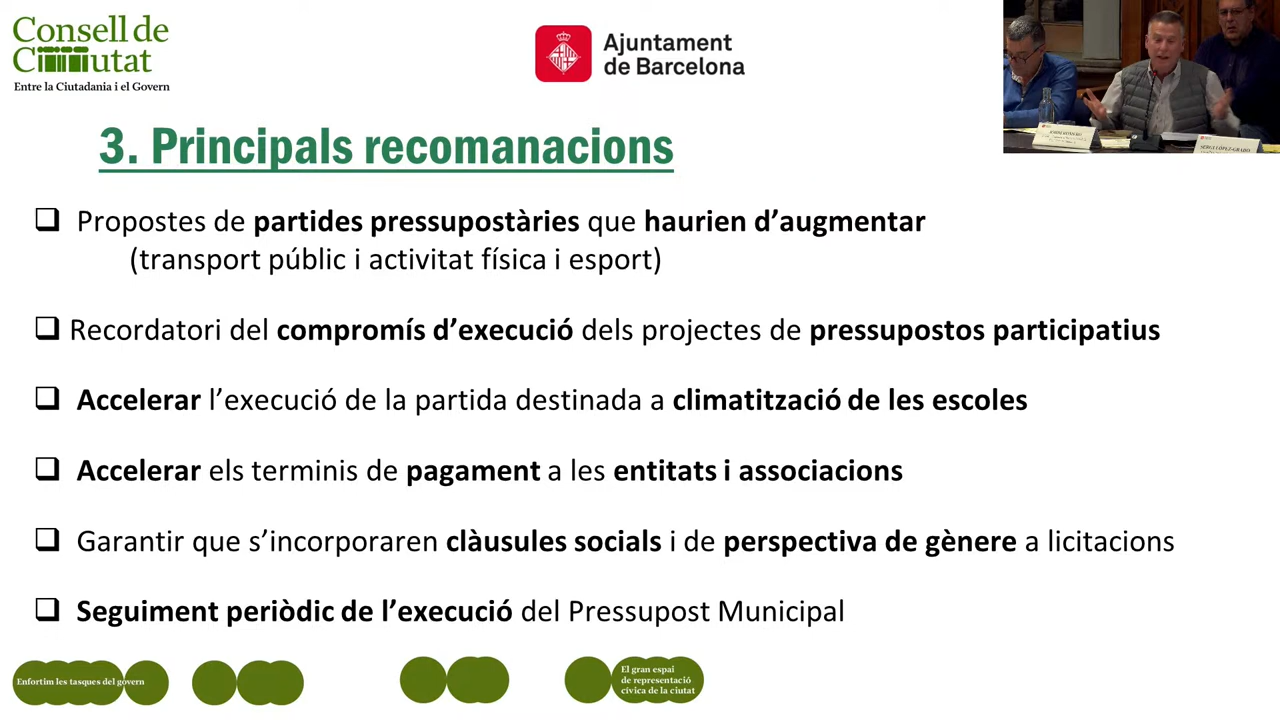 Consell de
Ciutat
Entre la Ciutadania i el Govern
Ajuntament
de Barcelona
3. Principals recomanacions
Propostes de partides pressupostàries que haurien d’augmentar
(transport públic i activitat física i esport)
Recordatori del compromís d’execució dels projectes de pressupostos participatius
Accelerar l’execució de la partida destinada a climatització de les escoles
Accelerar els terminis de pagament a les entitats i associacions
Garantir que s’incorporaren clàusules socials i de perspectiva de gènere a licitacions
Seguiment periòdic de l’execució del Pressupost Municipal
Enfortim les tasques del govern
El gran espai
de representació
cívica de la ciutat